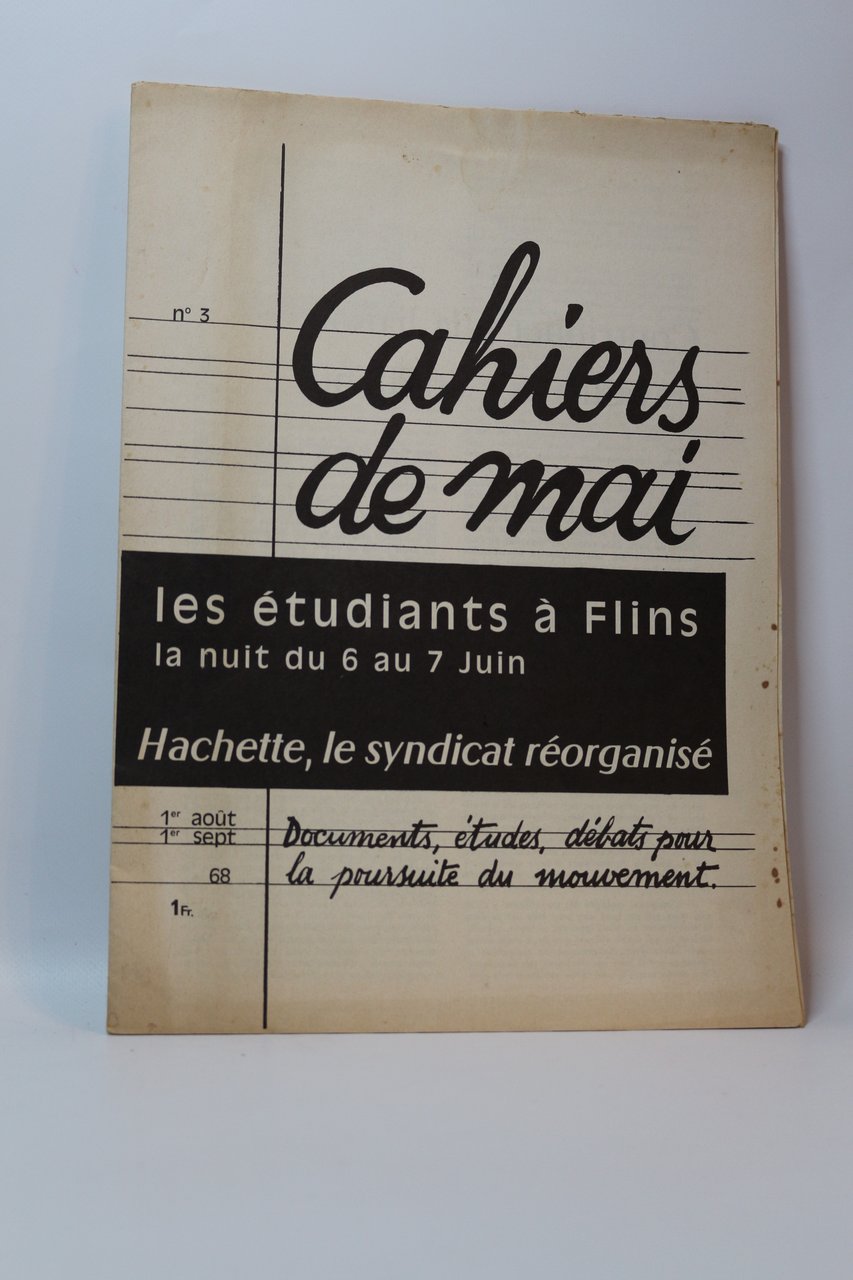 n° 3
Cahiers
de mai
les étudiants à Flins
la nuit du 6 au 7 Juin
Hachette, le syndicat réorganisé
1er août
1er sept
68
1Fr.
Documents, études, débats pour
la poursuite du mouvement.